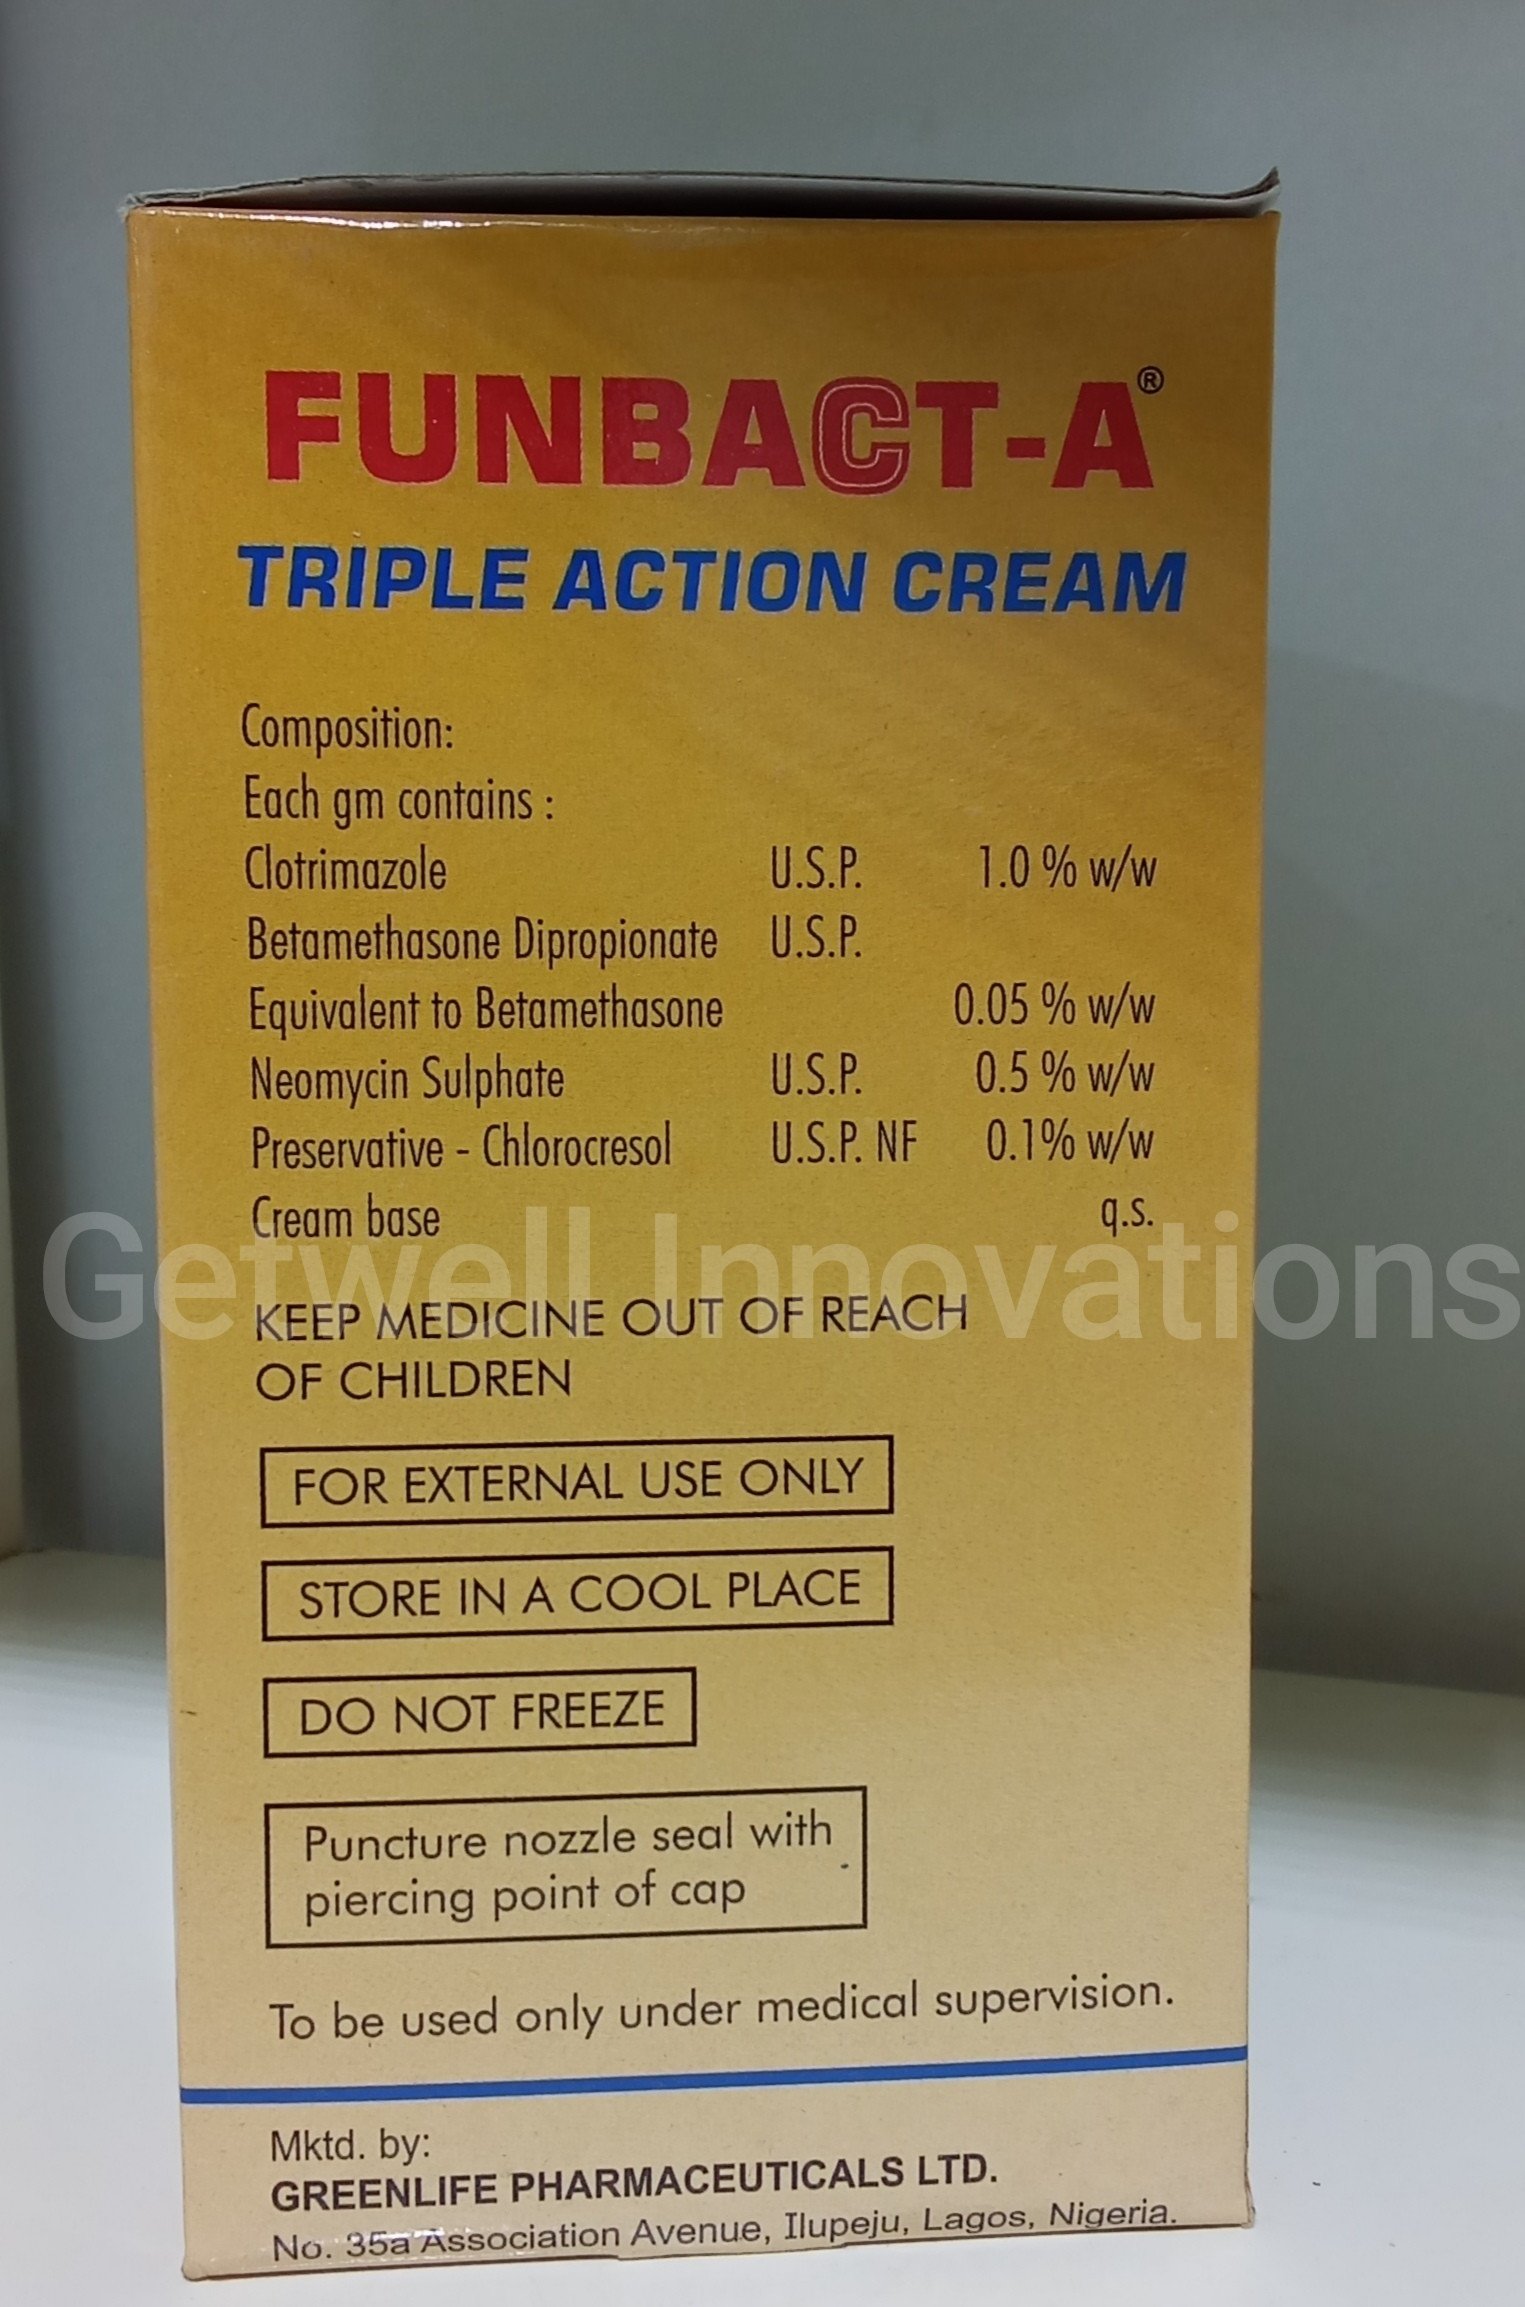 FUNBACT-A®
TRIPLE ACTION CREAM
Composition:
Each gm contains :
Clotrimazole U.S.P. 1.0 % w/w
Betamethasone Dipropionate U.S.P.
Equivalent to Betamethasone 0.05 % w/w
Neomycin Sulphate U.S.P. 0.5 % w/w
Preservative - Chlorocresol U.S.P. NF 0.1% w/w
Cream base q.s.
Getwell Innovations
KEEP MEDICINE OUT OF REACH
OF CHILDREN
FOR EXTERNAL USE ONLY
STORE IN A COOL PLACE
DO NOT FREEZE
Puncture nozzle seal with
piercing point of cap
To be used only under medical supervision.
Mktd. by:
GREENLIFE PHARMACEUTICALS LTD.
No. 35a Association Avenue, Ilupeju, Lagos, Nigeria.